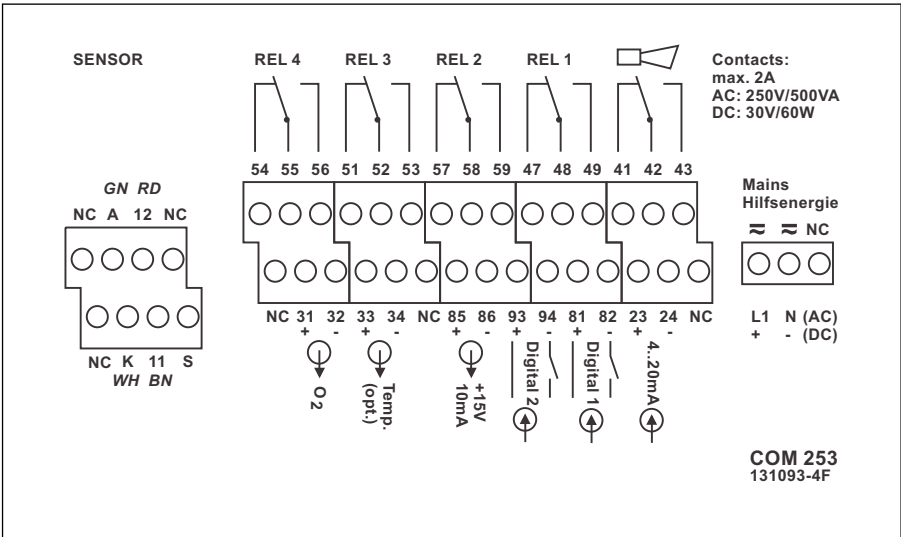 SENSOR
REL 4 REL 3 REL 2 REL 1
Contacts:
max. 2A
AC: 250V/500VA
DC: 30V/60W
54 55 56 51 52 53 57 58 59 47 48 49 41 42 43
GN RD
NC A 12 NC
NC K 11 S
WH BN
Mains
Hilfsenergie
≂ ≂ NC
L1 N (AC)
+ - (DC)
NC 31 32 33 34 NC 85 86 93 94 81 82 23 24 NC
+ - + - + - + - + - + -
O2
Temp.
(opt.)
+15V
10mA
Digital 2
Digital 1
4..20mA
COM 253
131093-4F